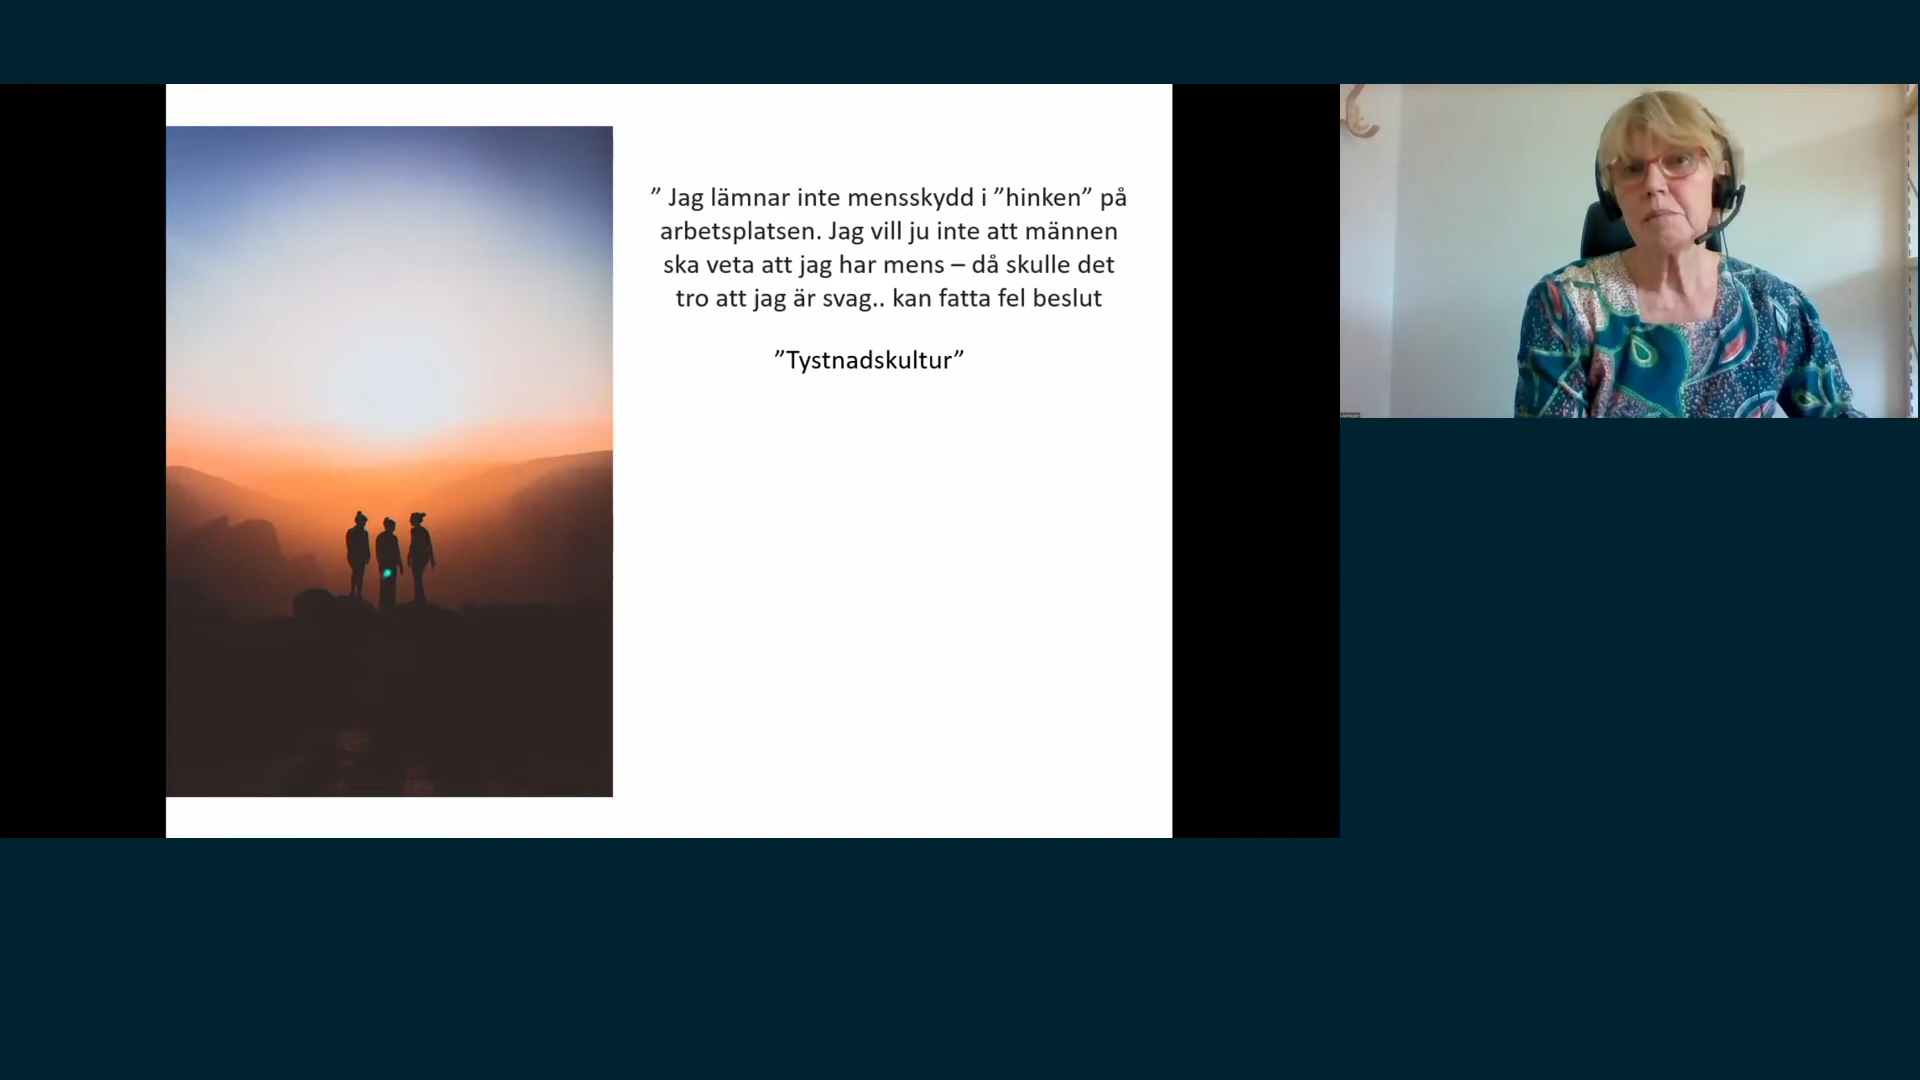 ” Jag lämnar inte mensskydd i ”hinken” på
arbetsplatsen. Jag vill ju inte att männen
ska veta att jag har mens – då skulle det
tro att jag är svag.. kan fatta fel beslut
”Tystnadskultur”